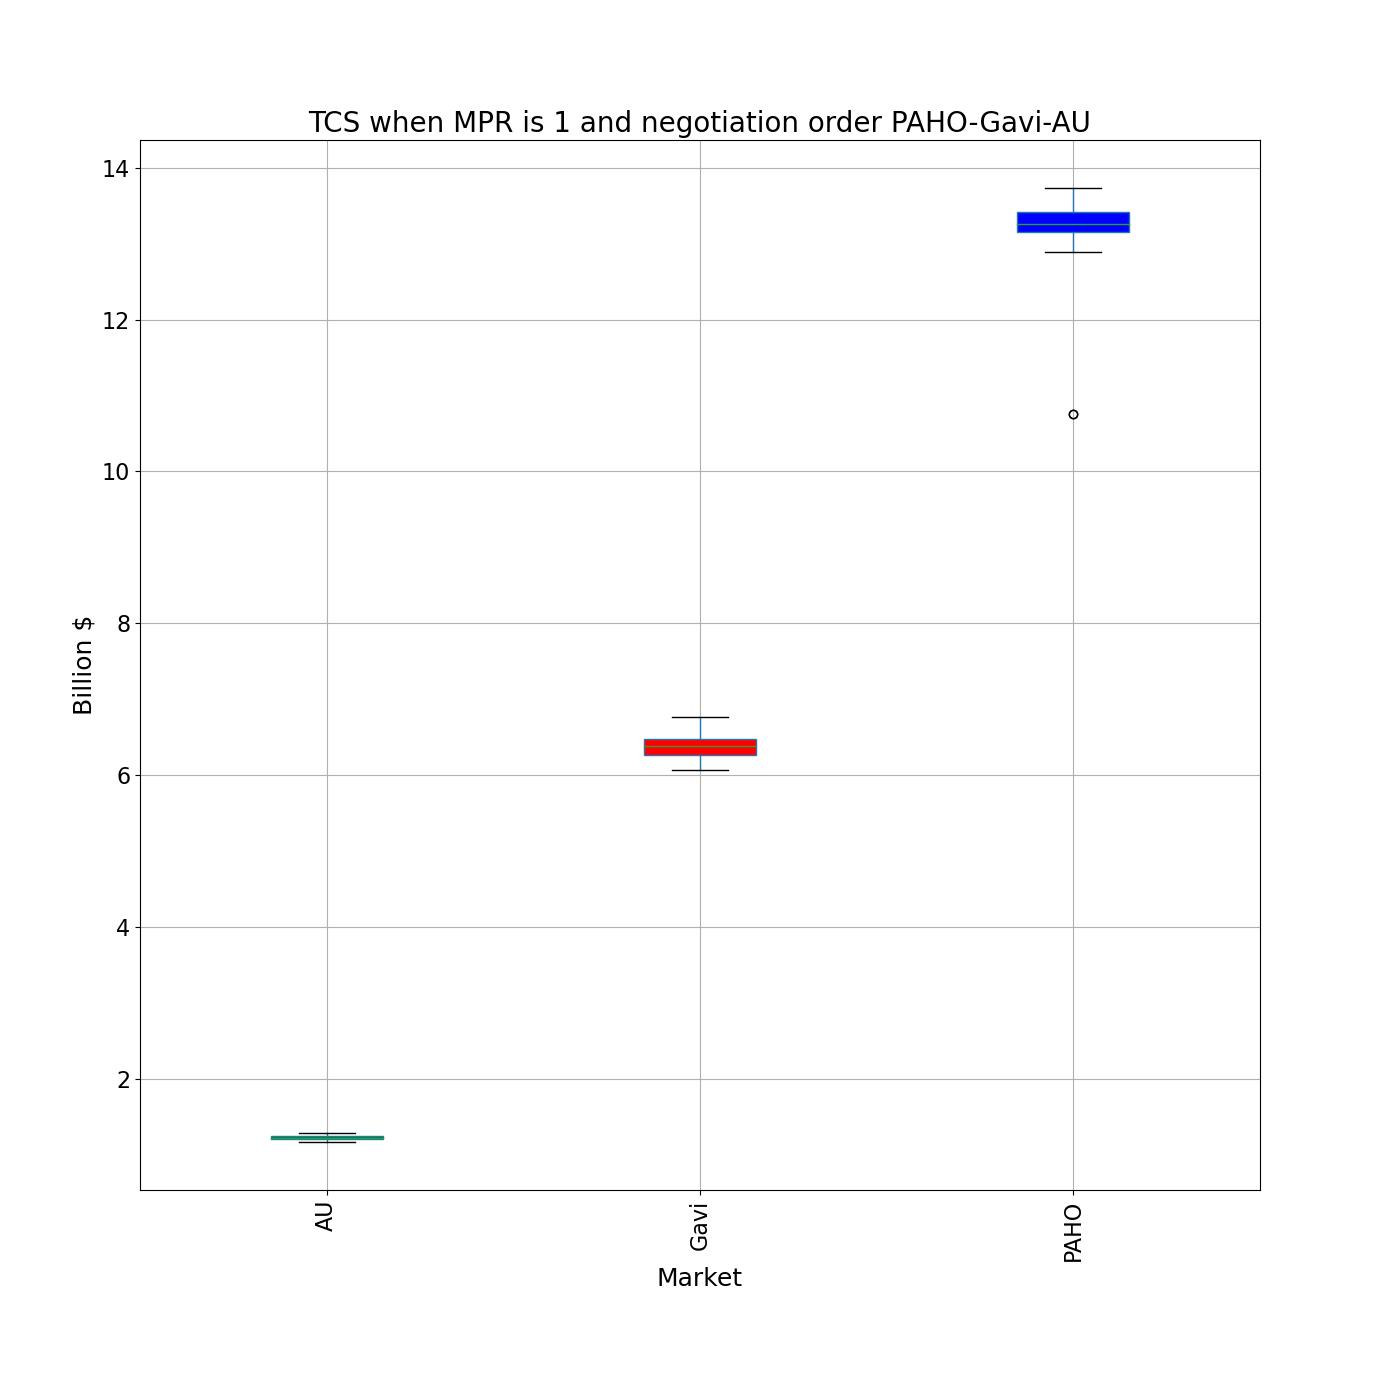 TCS when MPR is 1 and negotiation order PAHO-Gavi-AU
14
12
10
8
6
4
2
Billion $
AU
Gavi
PAHO
Market